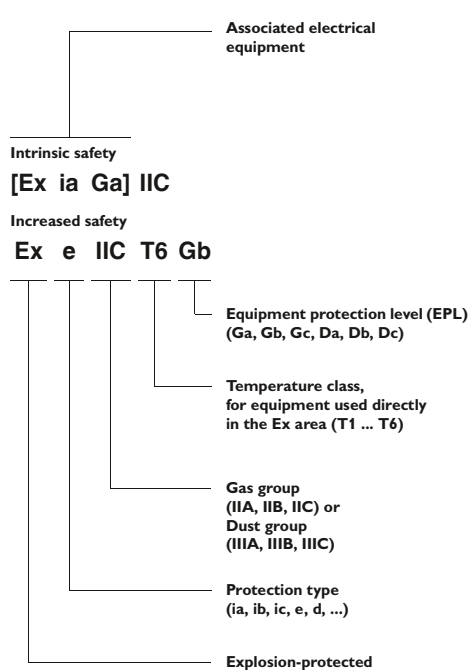 Associated electrical
equipment
Intrinsic safety
[Ex ia Ga] IIC
Increased safety
Ex e IIC T6 Gb
Equipment protection level (EPL)
(Ga, Gb, Gc, Da, Db, Dc)
Temperature class,
for equipment used directly
in the Ex area (T1 ... T6)
Gas group
(IIA, IIB, IIC) or
Dust group
(IIIA, IIIB, IIIC)
Protection type
(ia, ib, ic, e, d, ...)
Explosion-protected